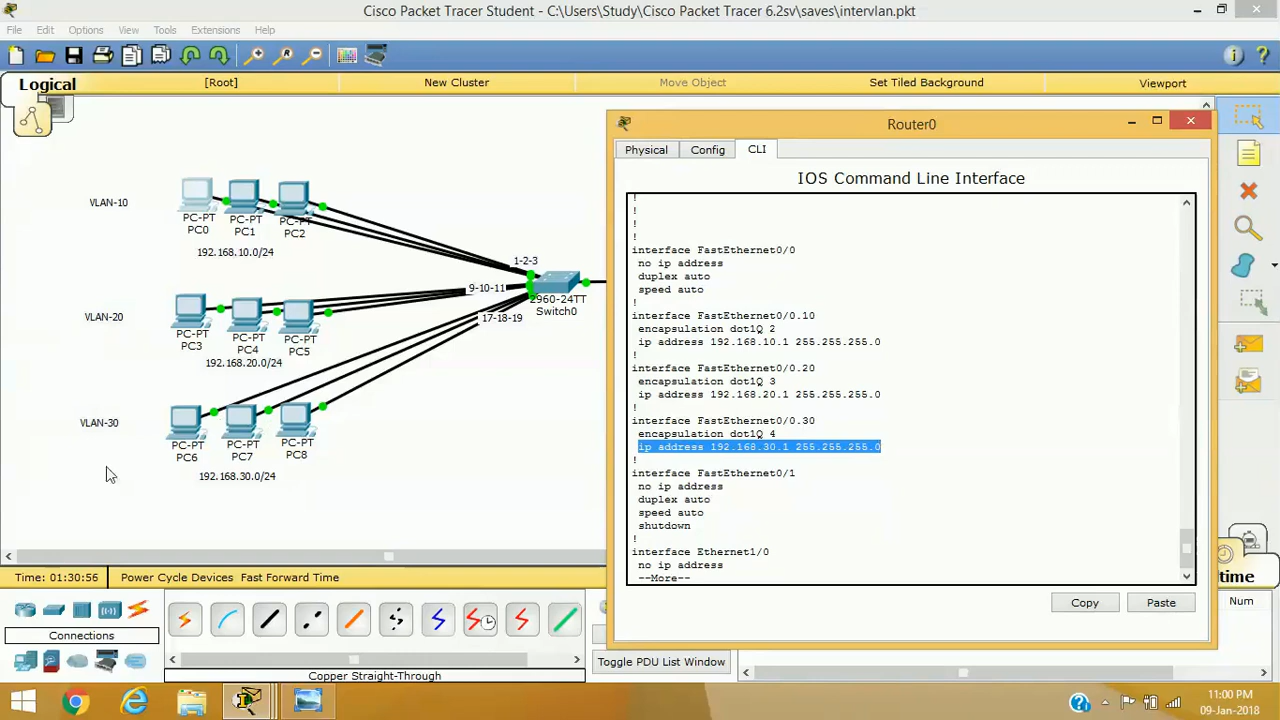 Cisco Packet Tracer Student - C:\Users\Study\Cisco Packet Tracer 6.2sv\saves\intervlan.pkt
File Edit Options View Tools Extensions Help
Logical [Root] New Cluster Move Object Set Tiled Background Viewport
VLAN-10
PC-PT
PC0
PC-PT
PC1
PC-PT
PC2
192.168.10.0/24
1-2-3
9-10-11
17-18-19
2960-24TT
Switch0
VLAN-20
PC-PT
PC3
PC-PT
PC4
PC-PT
PC5
192.168.20.0/24
VLAN-30
PC-PT
PC6
PC-PT
PC7
PC-PT
PC8
192.168.30.0/24
Router0
Physical Config CLI
IOS Command Line Interface
!
!
!
!
interface FastEthernet0/0
no ip address
duplex auto
speed auto
!
interface FastEthernet0/0.10
encapsulation dot1Q 2
ip address 192.168.10.1 255.255.255.0
!
interface FastEthernet0/0.20
encapsulation dot1Q 3
ip address 192.168.20.1 255.255.255.0
!
interface FastEthernet0/0.30
encapsulation dot1Q 4
ip address 192.168.30.1 255.255.255.0
!
interface FastEthernet0/1
no ip address
duplex auto
speed auto
shutdown
!
interface Ethernet1/0
no ip address
--More--
Copy Paste
Time: 01:30:56 Power Cycle Devices Fast Forward Time
Connections
Copper Straight-Through
Toggle PDU List Window
Num
11:00 PM
09-Jan-2018